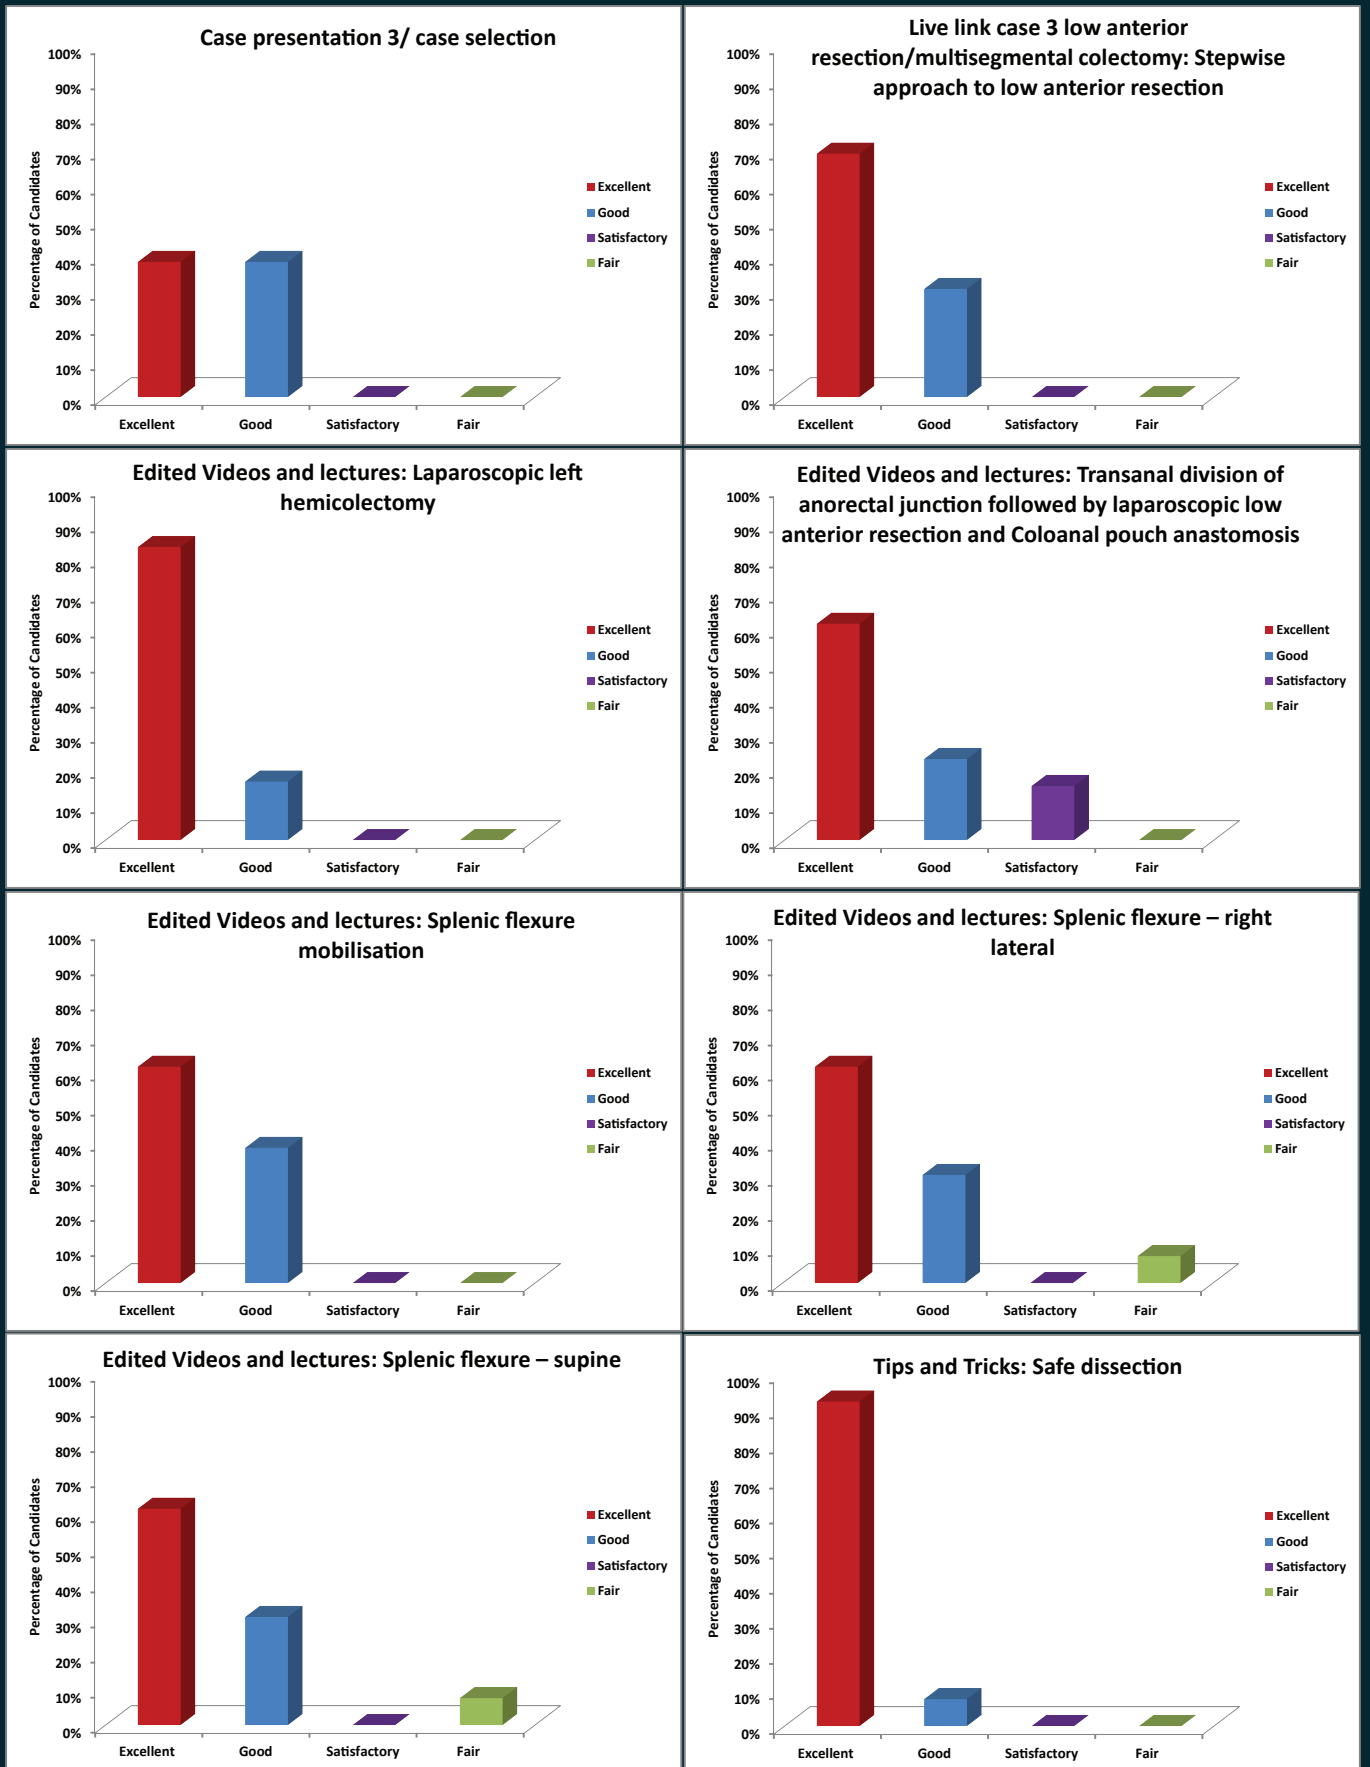 Case presentation 3/ case selection
100%
90%
80%
70%
60%
50%
40%
30%
20%
10%
0%
Percentage of Candidates
Excellent
Good
Satisfactory
Fair
Excellent Good Satisfactory Fair
Live link case 3 low anterior
resection/multisegmental colectomy: Stepwise
approach to low anterior resection
100%
90%
80%
70%
60%
50%
40%
30%
20%
10%
0%
Percentage of Candidates
Excellent
Good
Satisfactory
Fair
Excellent Good Satisfactory Fair
Edited Videos and lectures: Laparoscopic left
hemicolectomy
100%
90%
80%
70%
60%
50%
40%
30%
20%
10%
0%
Percentage of Candidates
Excellent
Good
Satisfactory
Fair
Excellent Good Satisfactory Fair
Edited Videos and lectures: Transanal division of
anorectal junction followed by laparoscopic low
anterior resection and Coloanal pouch anastomosis
100%
90%
80%
70%
60%
50%
40%
30%
20%
10%
0%
Percentage of Candidates
Excellent
Good
Satisfactory
Fair
Excellent Good Satisfactory Fair
Edited Videos and lectures: Splenic flexure
mobilisation
100%
90%
80%
70%
60%
50%
40%
30%
20%
10%
0%
Percentage of Candidates
Excellent
Good
Satisfactory
Fair
Excellent Good Satisfactory Fair
Edited Videos and lectures: Splenic flexure – right
lateral
100%
90%
80%
70%
60%
50%
40%
30%
20%
10%
0%
Percentage of Candidates
Excellent
Good
Satisfactory
Fair
Excellent Good Satisfactory Fair
Edited Videos and lectures: Splenic flexure – supine
100%
90%
80%
70%
60%
50%
40%
30%
20%
10%
0%
Percentage of Candidates
Excellent
Good
Satisfactory
Fair
Excellent Good Satisfactory Fair
Tips and Tricks: Safe dissection
100%
90%
80%
70%
60%
50%
40%
30%
20%
10%
0%
Percentage of Candidates
Excellent
Good
Satisfactory
Fair
Excellent Good Satisfactory Fair